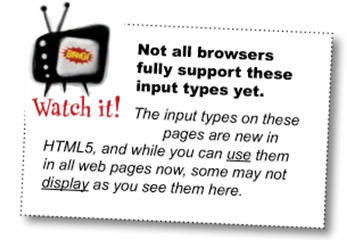 BANG!
Watch it!
Not all browsers
fully support these
input types yet.
The input types on these
pages are new in
HTML5, and while you can use them
in all web pages now, some may not
display as you see them here.